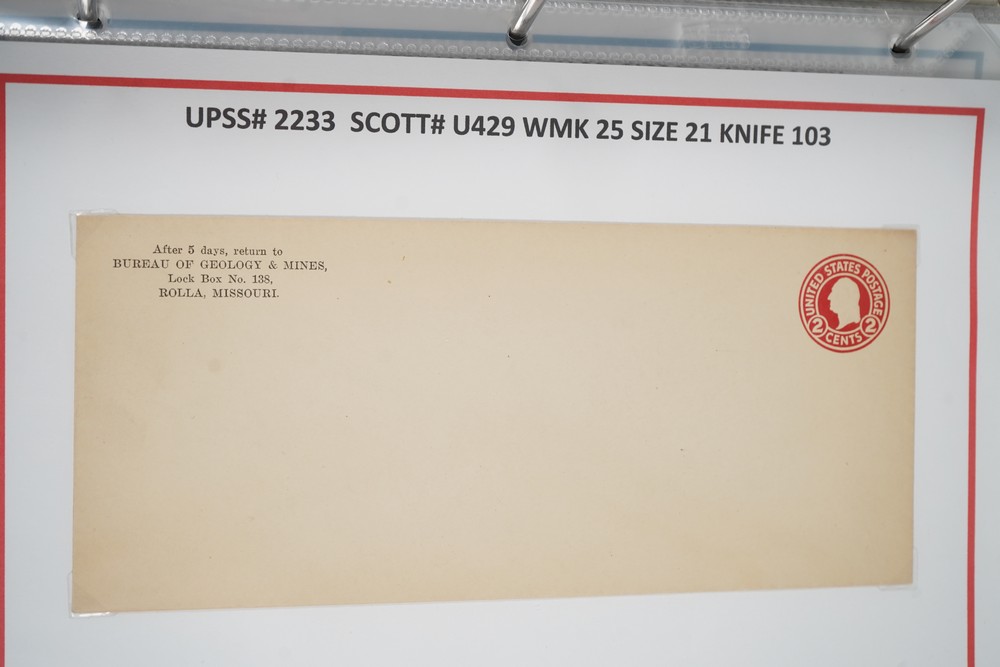 UPSS# 2233 SCOTT# U429 WMK 25 SIZE 21 KNIFE 103
After 5 days, return to
BUREAU OF GEOLOGY & MINES,
Lock Box No. 138,
ROLLA, MISSOURI.
UNITED STATES POSTAGE
2 CENTS 2